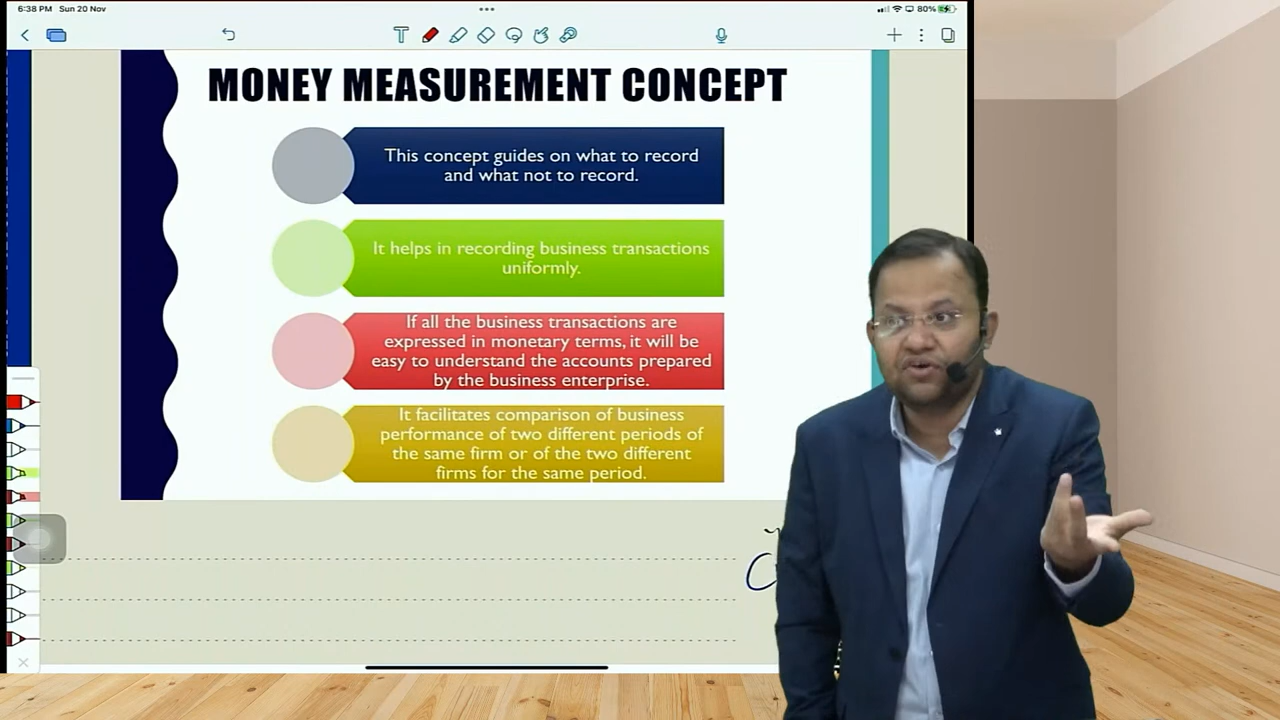 6:38 PM Sun 20 Nov
80%
MONEY MEASUREMENT CONCEPT
This concept guides on what to record
and what not to record.
It helps in recording business transactions
uniformly.
If all the business transactions are
expressed in monetary terms, it will be
easy to understand the accounts prepared
by the business enterprise.
It facilitates comparison of business
performance of two different periods of
the same firm or of the two different
firms for the same period.